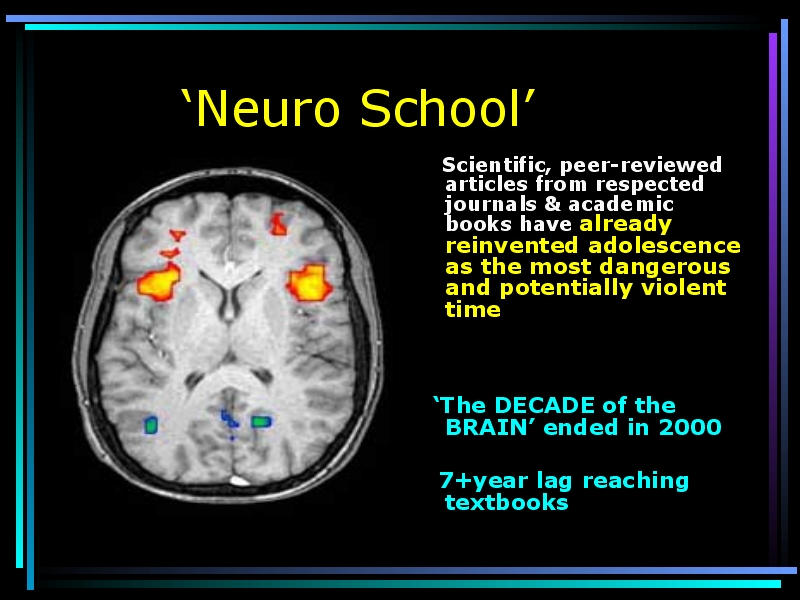 ‘Neuro School’
Scientific, peer-reviewed
articles from respected
journals & academic
books have already
reinvented adolescence
as the most dangerous
and potentially violent
time
‘The DECADE of the
BRAIN’ ended in 2000
7+year lag reaching
textbooks